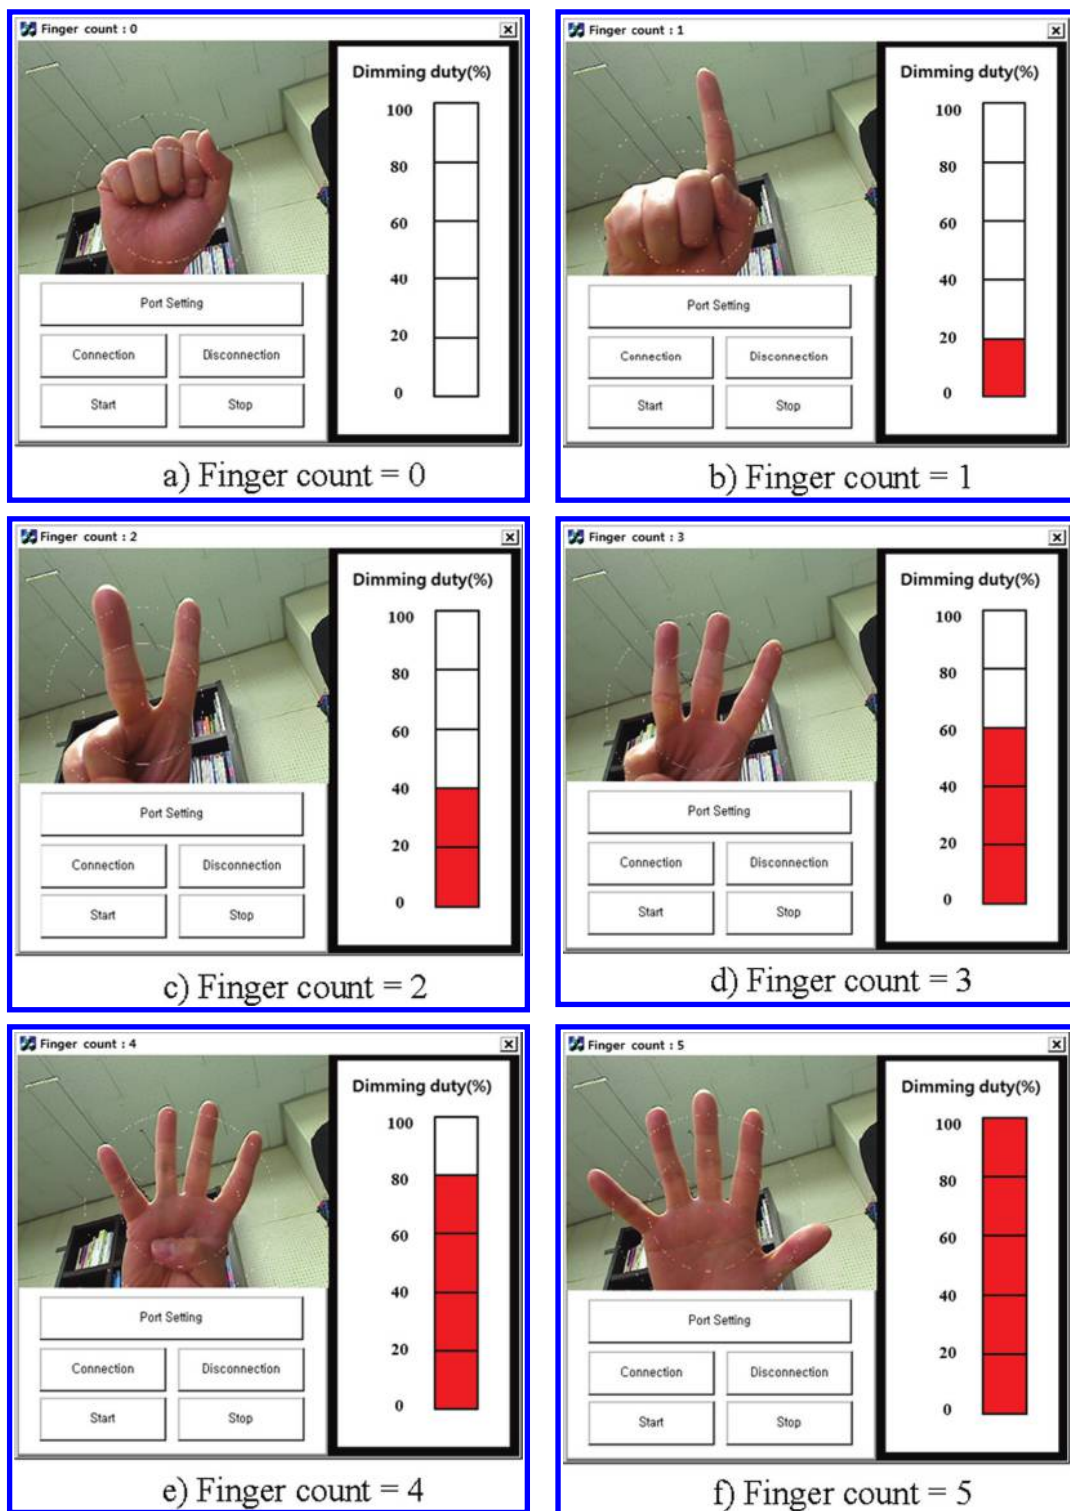 Finger count : 0
Dimming duty(%)
100
80
60
40
20
0
Port Setting
Connection Disconnection
Start Stop
a) Finger count = 0
Finger count : 1
Dimming duty(%)
100
80
60
40
20
0
Port Setting
Connection Disconnection
Start Stop
b) Finger count = 1
Finger count : 2
Dimming duty(%)
100
80
60
40
20
0
Port Setting
Connection Disconnection
Start Stop
c) Finger count = 2
Finger count : 3
Dimming duty(%)
100
80
60
40
20
0
Port Setting
Connection Disconnection
Start Stop
d) Finger count = 3
Finger count : 4
Dimming duty(%)
100
80
60
40
20
0
Port Setting
Connection Disconnection
Start Stop
e) Finger count = 4
Finger count : 5
Dimming duty(%)
100
80
60
40
20
0
Port Setting
Connection Disconnection
Start Stop
f) Finger count = 5